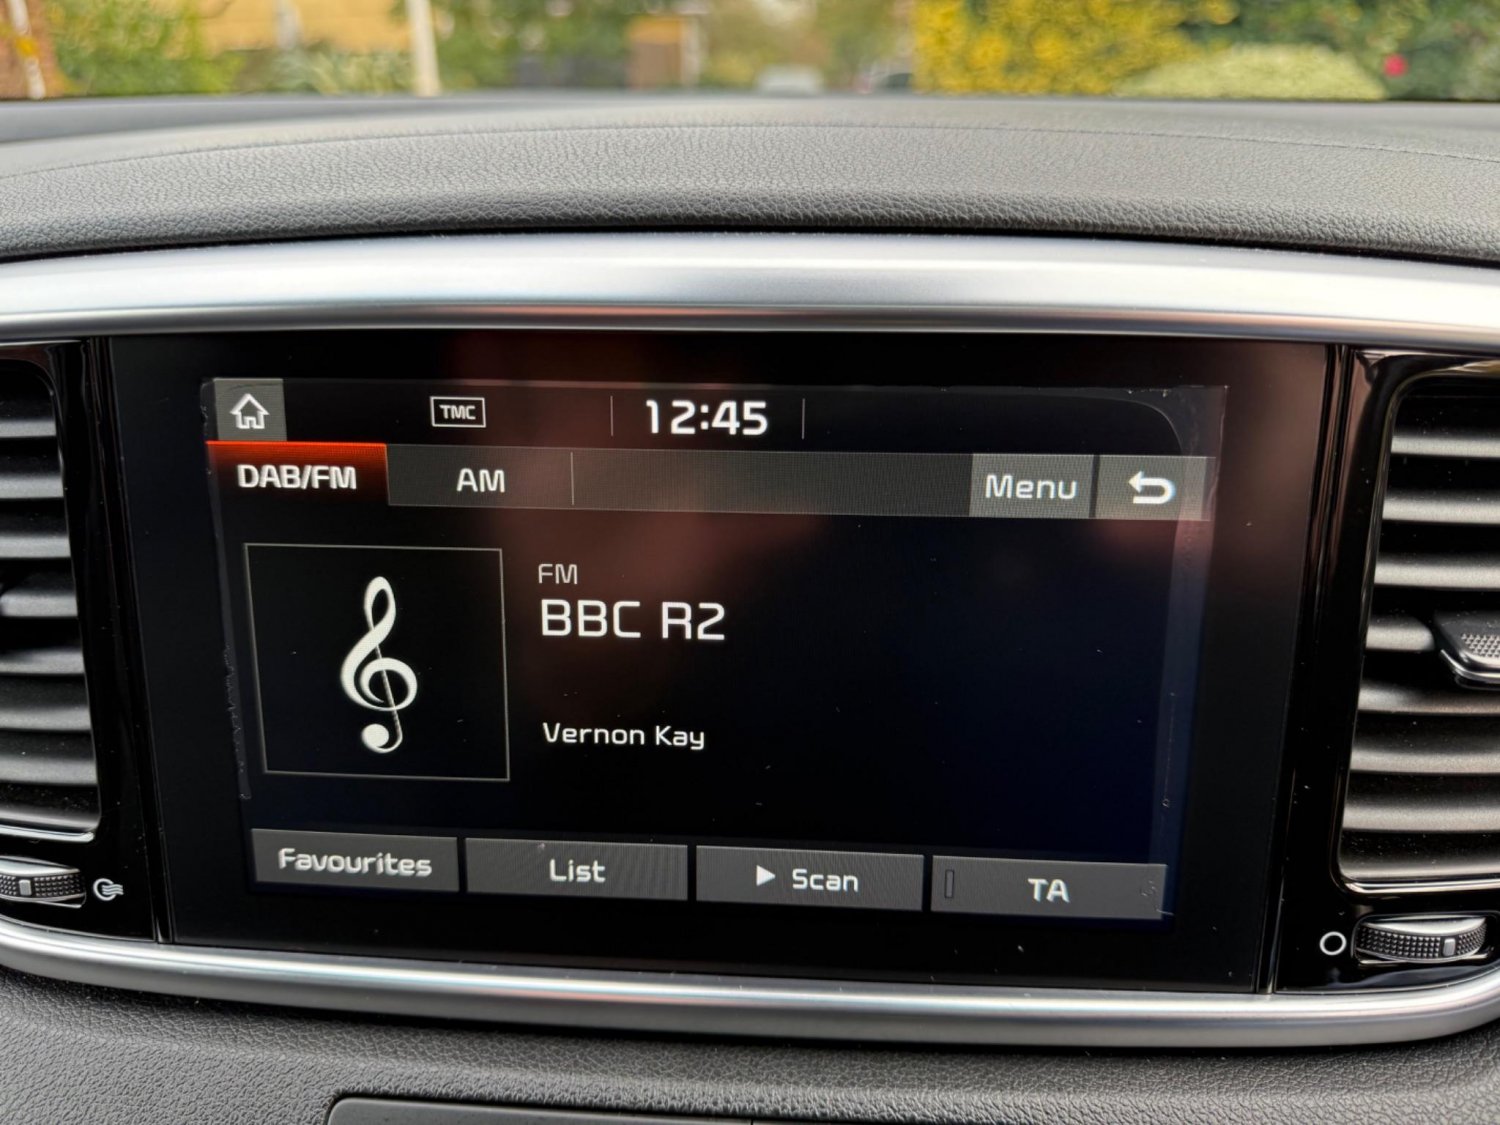 TMC
12:45
DAB/FM
AM
Menu
FM
BBC R2
Vernon Kay
Favourites
List
Scan
TA